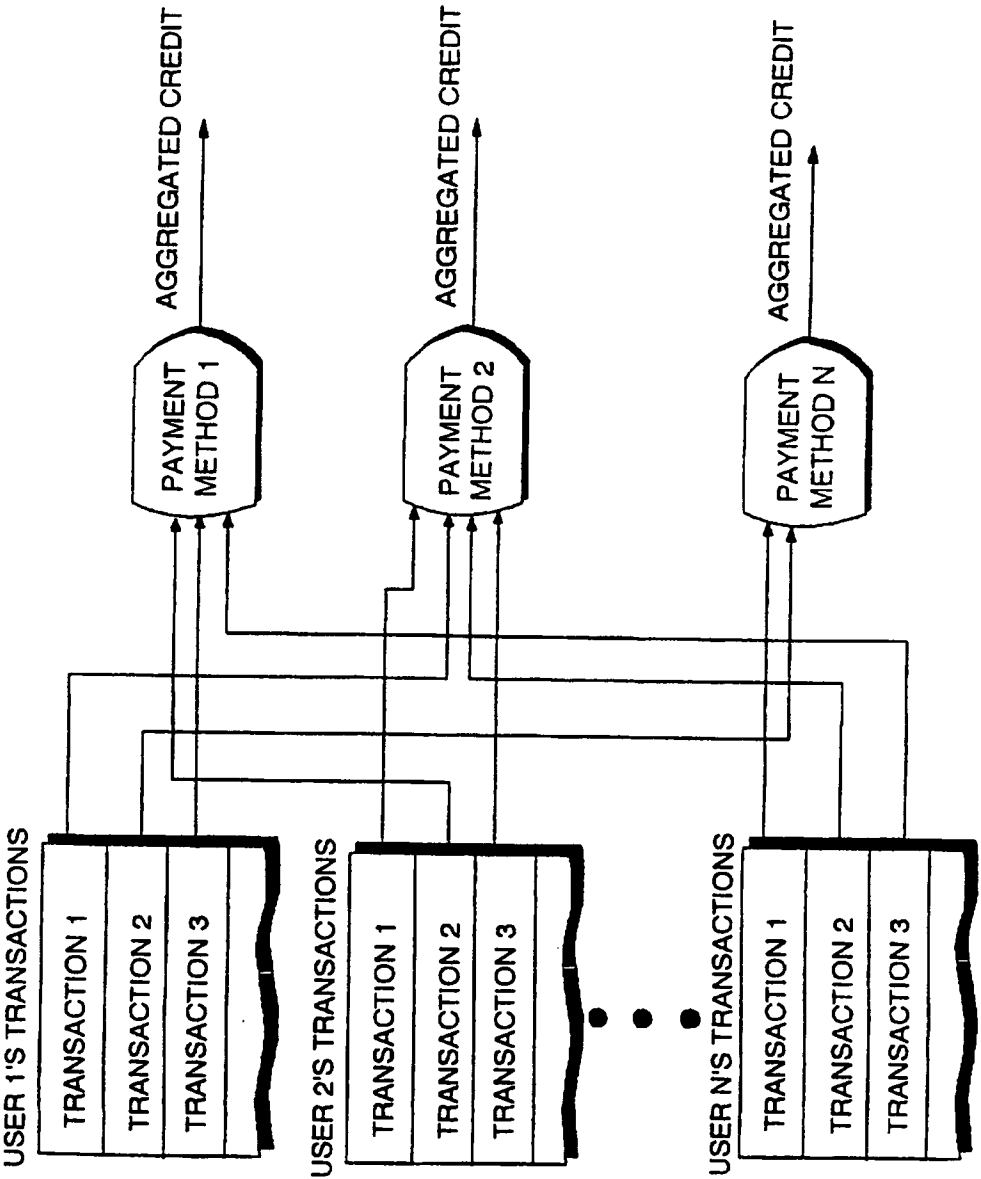 USER 1'S TRANSACTIONS
TRANSACTION 1
TRANSACTION 2
TRANSACTION 3
USER 2'S TRANSACTIONS
TRANSACTION 1
TRANSACTION 2
TRANSACTION 3
USER N'S TRANSACTIONS
TRANSACTION 1
TRANSACTION 2
TRANSACTION 3
PAYMENT
METHOD 1
PAYMENT
METHOD 2
PAYMENT
METHOD N
AGGREGATED CREDIT
AGGREGATED CREDIT
AGGREGATED CREDIT